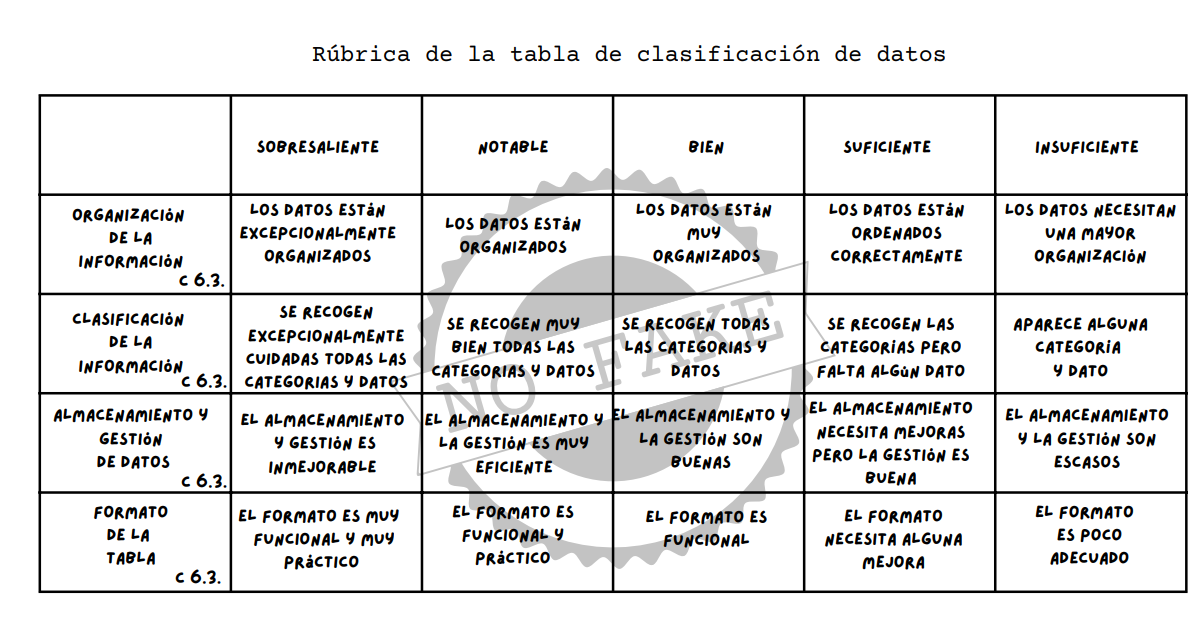 Rúbrica de la tabla de clasificación de datos
SOBRESALIENTE
NOTABLE
BIEN
SUFICIENTE
INSUFICIENTE
ORGANIZACIÓN
DE LA
INFORMACIÓN
C 6.3.
LOS DATOS ESTÁN
EXCEPCIONALMENTE
ORGANIZADOS
LOS DATOS ESTÁN
ORGANIZADOS
LOS DATOS ESTÁN
MUY
ORGANIZADOS
LOS DATOS ESTÁN
ORDENADOS
CORRECTAMENTE
LOS DATOS NECESITAN
UNA MAYOR
ORGANIZACIÓN
CLASIFICACIÓN
DE LA
INFORMACIÓN
C 6.3.
SE RECOGEN
EXCEPCIONALMENTE
CUIDADAS TODAS LAS
CATEGORIAS Y DATOS
SE RECOGEN MUY
BIEN TODAS LAS
CATEGORIAS Y DATOS
SE RECOGEN TODAS
LAS CATEGORIAS Y
DATOS
SE RECOGEN LAS
CATEGORÍAS PERO
FALTA ALGÚN DATO
APARECE ALGUNA
CATEGORÍA
Y DATO
ALMACENAMIENTO Y
GESTIÓN
DE DATOS
C 6.3.
EL ALMACENAMIENTO
Y GESTIÓN ES
INMEJORABLE
EL ALMACENAMIENTO Y
LA GESTIÓN ES MUY
EFICIENTE
EL ALMACENAMIENTO Y
LA GESTIÓN SON
BUENAS
EL ALMACENAMIENTO
NECESITA MEJORAS
PERO LA GESTIÓN ES
BUENA
EL ALMACENAMIENTO
Y LA GESTIÓN SON
ESCASOS
FORMATO
DE LA
TABLA
C 6.3.
EL FORMATO ES MUY
FUNCIONAL Y MUY
PRÁCTICO
EL FORMATO ES
FUNCIONAL Y
PRÁCTICO
EL FORMATO ES
FUNCIONAL
EL FORMATO
NECESITA ALGUNA
MEJORA
EL FORMATO
ES POCO
ADECUADO
NO FAKE